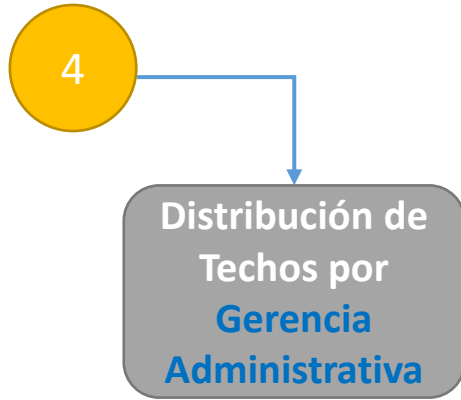 4
Distribución de
Techos por
Gerencia
Administrativa